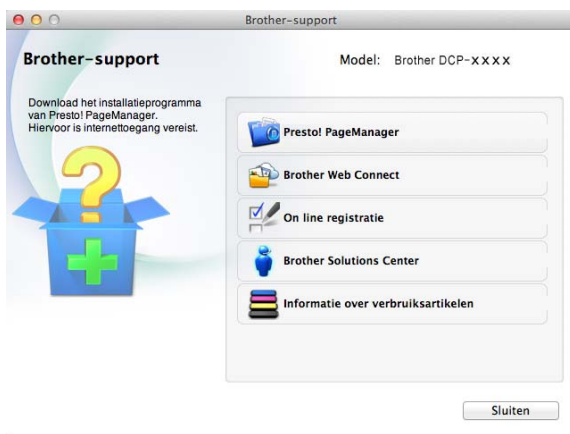 Brother-support
Brother-support
Model: Brother DCP-xxxx
Download het installatieprogramma
van Presto! PageManager.
Hiervoor is internettoegang vereist.
Presto! PageManager
Brother Web Connect
On line registratie
Brother Solutions Center
Informatie over verbruiksartikelen
Sluiten